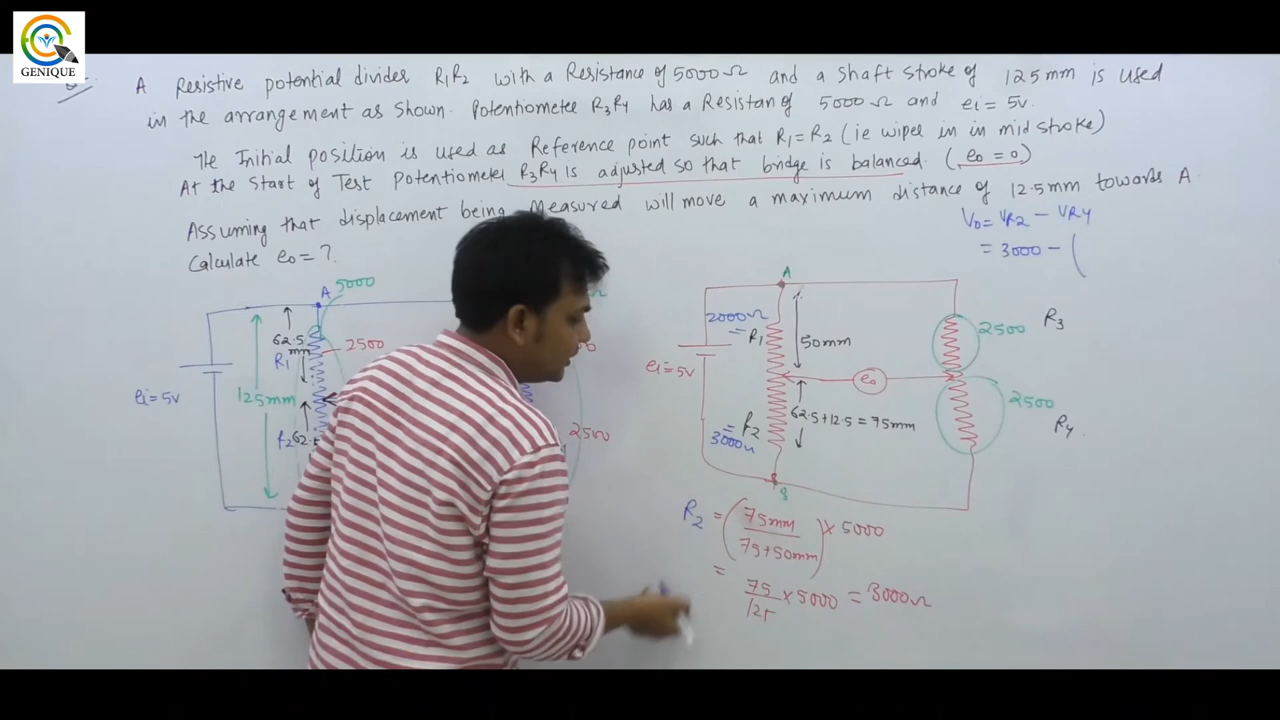 GENIQUE
A Resistive potential divider R1R2 with a Resistance of 5000Ω and a shaft stroke of 125mm is used
in the arrangement as shown. Potentiometer R3R4 has a Resistan of 5000Ω and ei = 5v.
The Initial position is used as Reference point such that R1=R2 (ie wiper in in mid stroke)
At the start of Test Potentiometer R3R4 is adjusted so that bridge is balanced. (e0 = 0)
Assuming that displacement being Measured will move a maximum distance of 12.5mm towards A
Calculate e0 = ?
V0 = VR2 - VR4
= 3000 - (
A
5000
62.5
mm
R1
2500
ei = 5v
125mm
R2
2500
A
2000Ω
= R1
50mm
ei = 5v
e0
2500
R3
62.5+12.5 = 75mm
= R2
3000Ω
2500
R4
B
R2 = (75mm / 75+50mm) × 5000
= 75/125 × 5000 = 3000Ω